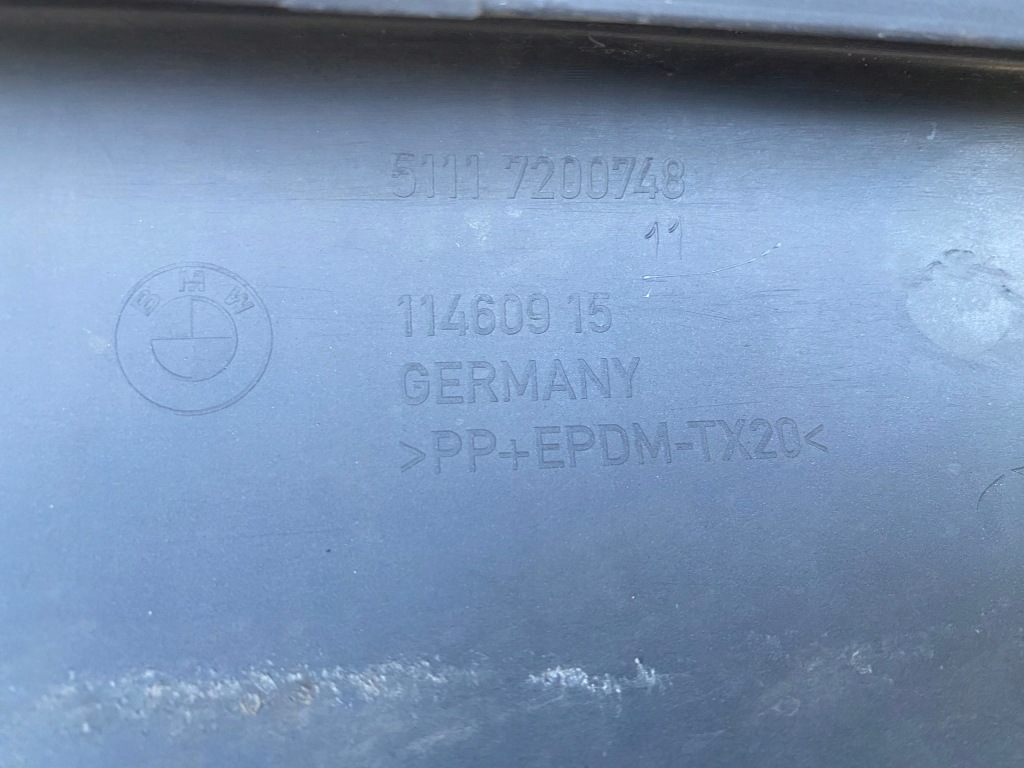 5111 7200748
11
BMW
114609 15
GERMANY
>PP+EPDM-TX20<